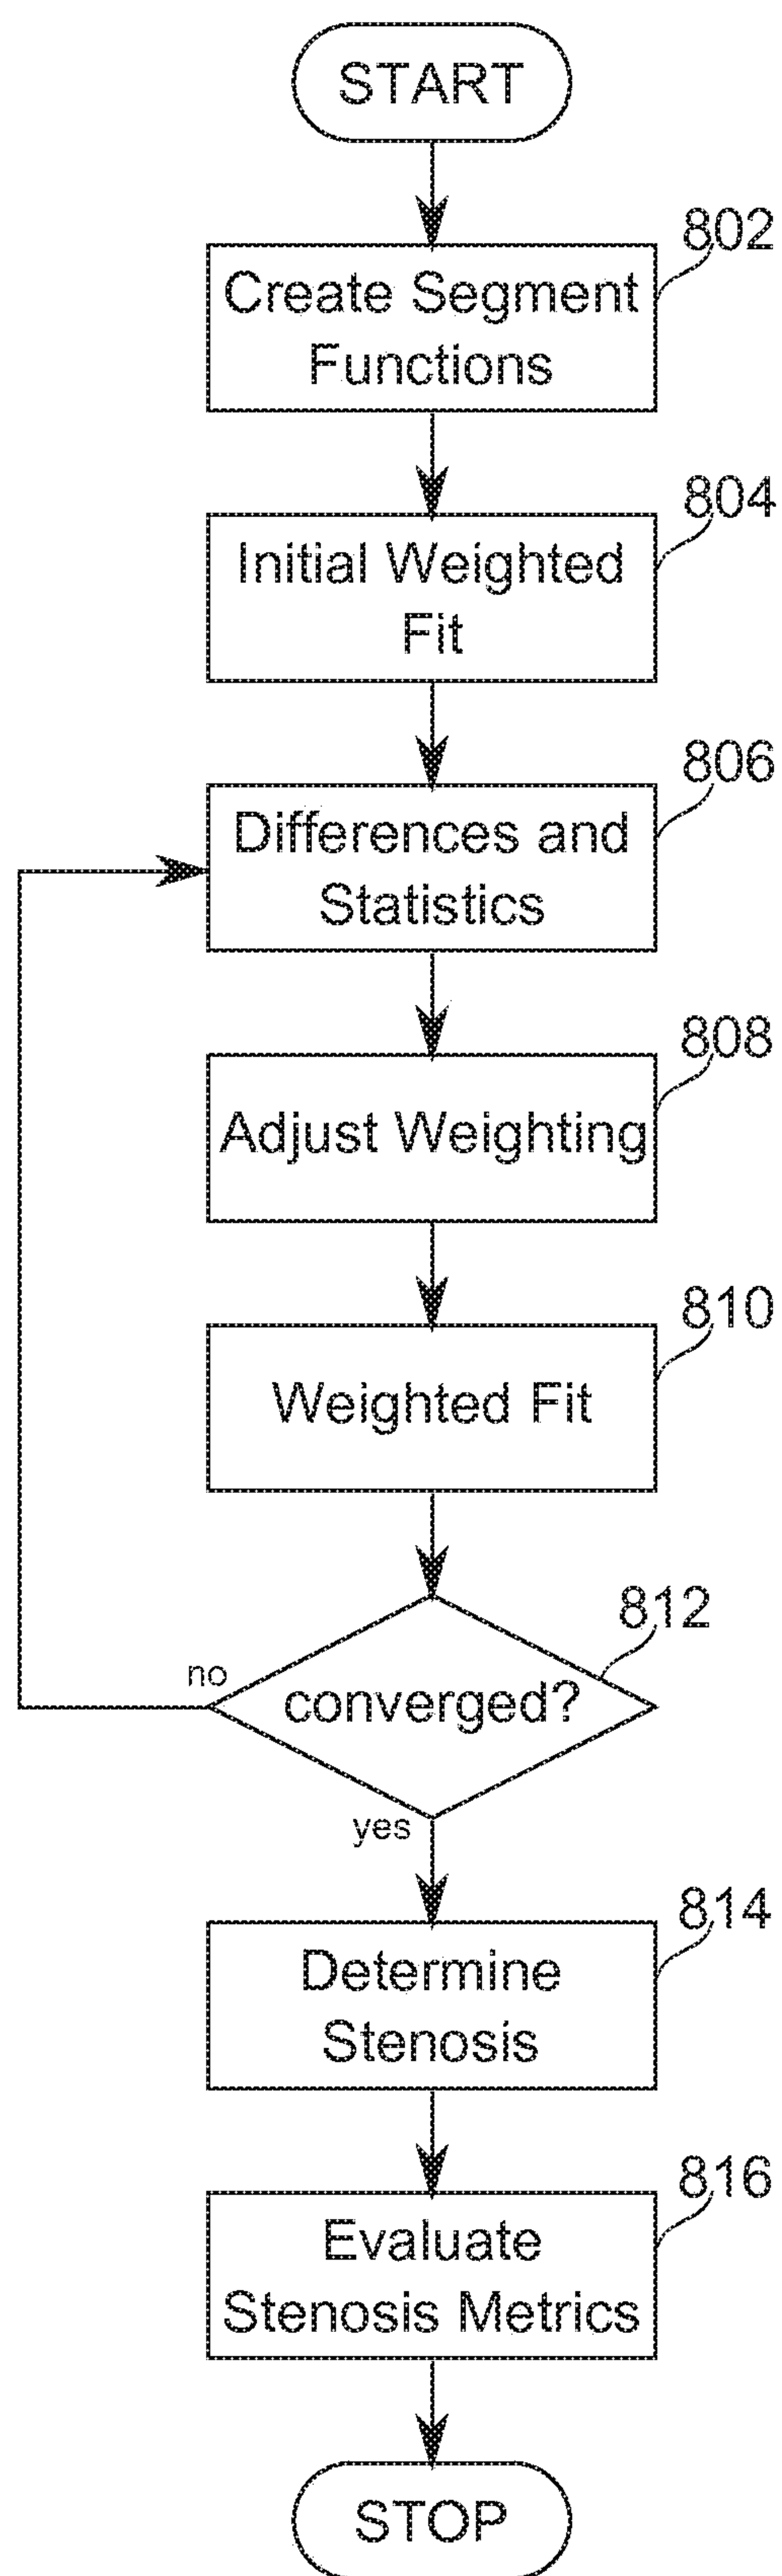 START
802
Create Segment
Functions
804
Initial Weighted
Fit
806
Differences and
Statistics
808
Adjust Weighting
810
Weighted Fit
812
no
converged?
yes
814
Determine
Stenosis
816
Evaluate
Stenosis Metrics
STOP